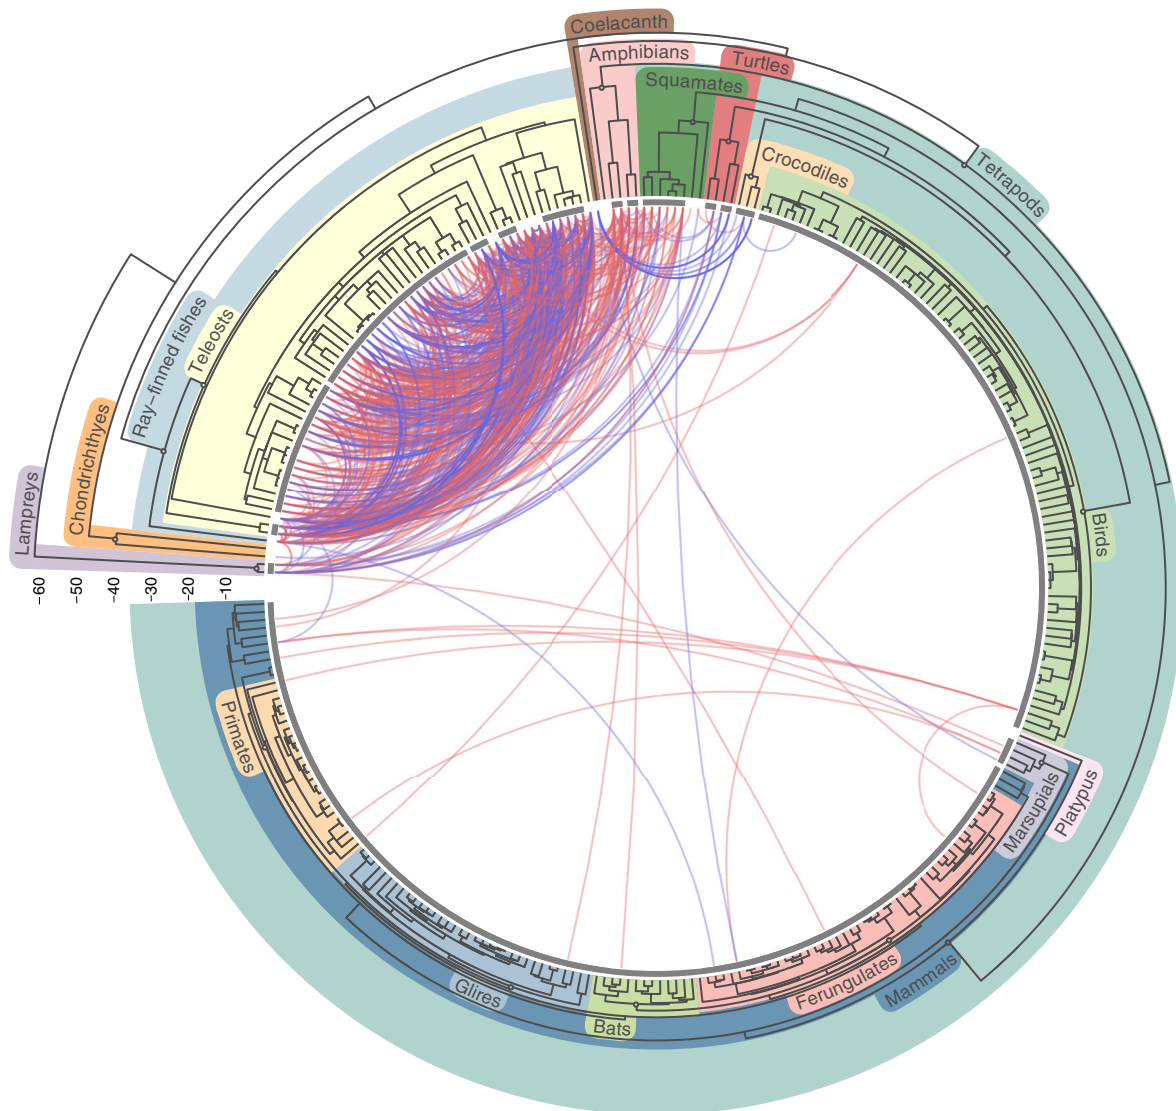 Coelacanth
Amphibians
Turtles
Squamates
Crocodiles
Tetrapods
Ray-finned fishes
Teleosts
Chondrichthyes
Lampreys
Birds
-60
-50
-40
-30
-20
-10
Primates
Platypus
Marsupials
Glires
Bats
Ferungulates
Mammals